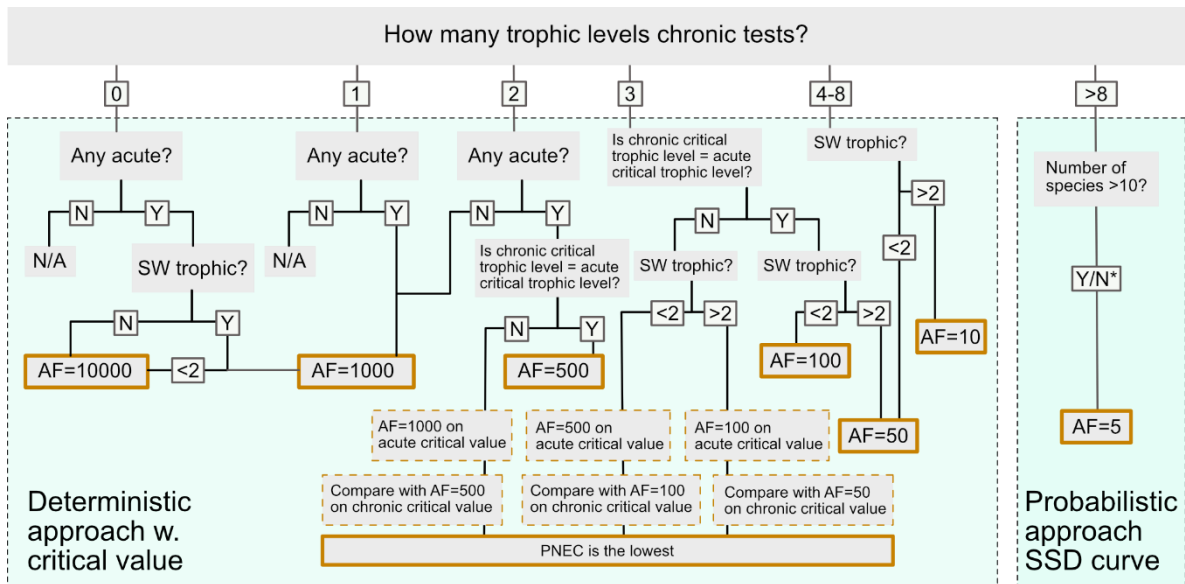 How many trophic levels chronic tests?
0
1
2
3
4-8
>8
Any acute?
Any acute?
Any acute?
Is chronic critical
trophic level = acute
critical trophic level?
SW trophic?
Number of
species >10?
N
Y
N
Y
N
Y
N
Y
>2
<2
N/A
SW trophic?
N/A
Is chronic critical
trophic level = acute
critical trophic level?
SW trophic?
SW trophic?
Y/N*
N
Y
N
Y
<2
>2
<2
>2
AF=10000
<2
AF=1000
AF=500
AF=100
AF=10
AF=1000 on
acute critical value
AF=500 on
acute critical value
AF=100 on
acute critical value
AF=50
AF=5
Compare with AF=500
on chronic critical value
Compare with AF=100
on chronic critical value
Compare with AF=50
on chronic critical value
PNEC is the lowest
Deterministic
approach w.
critical value
Probabilistic
approach
SSD curve